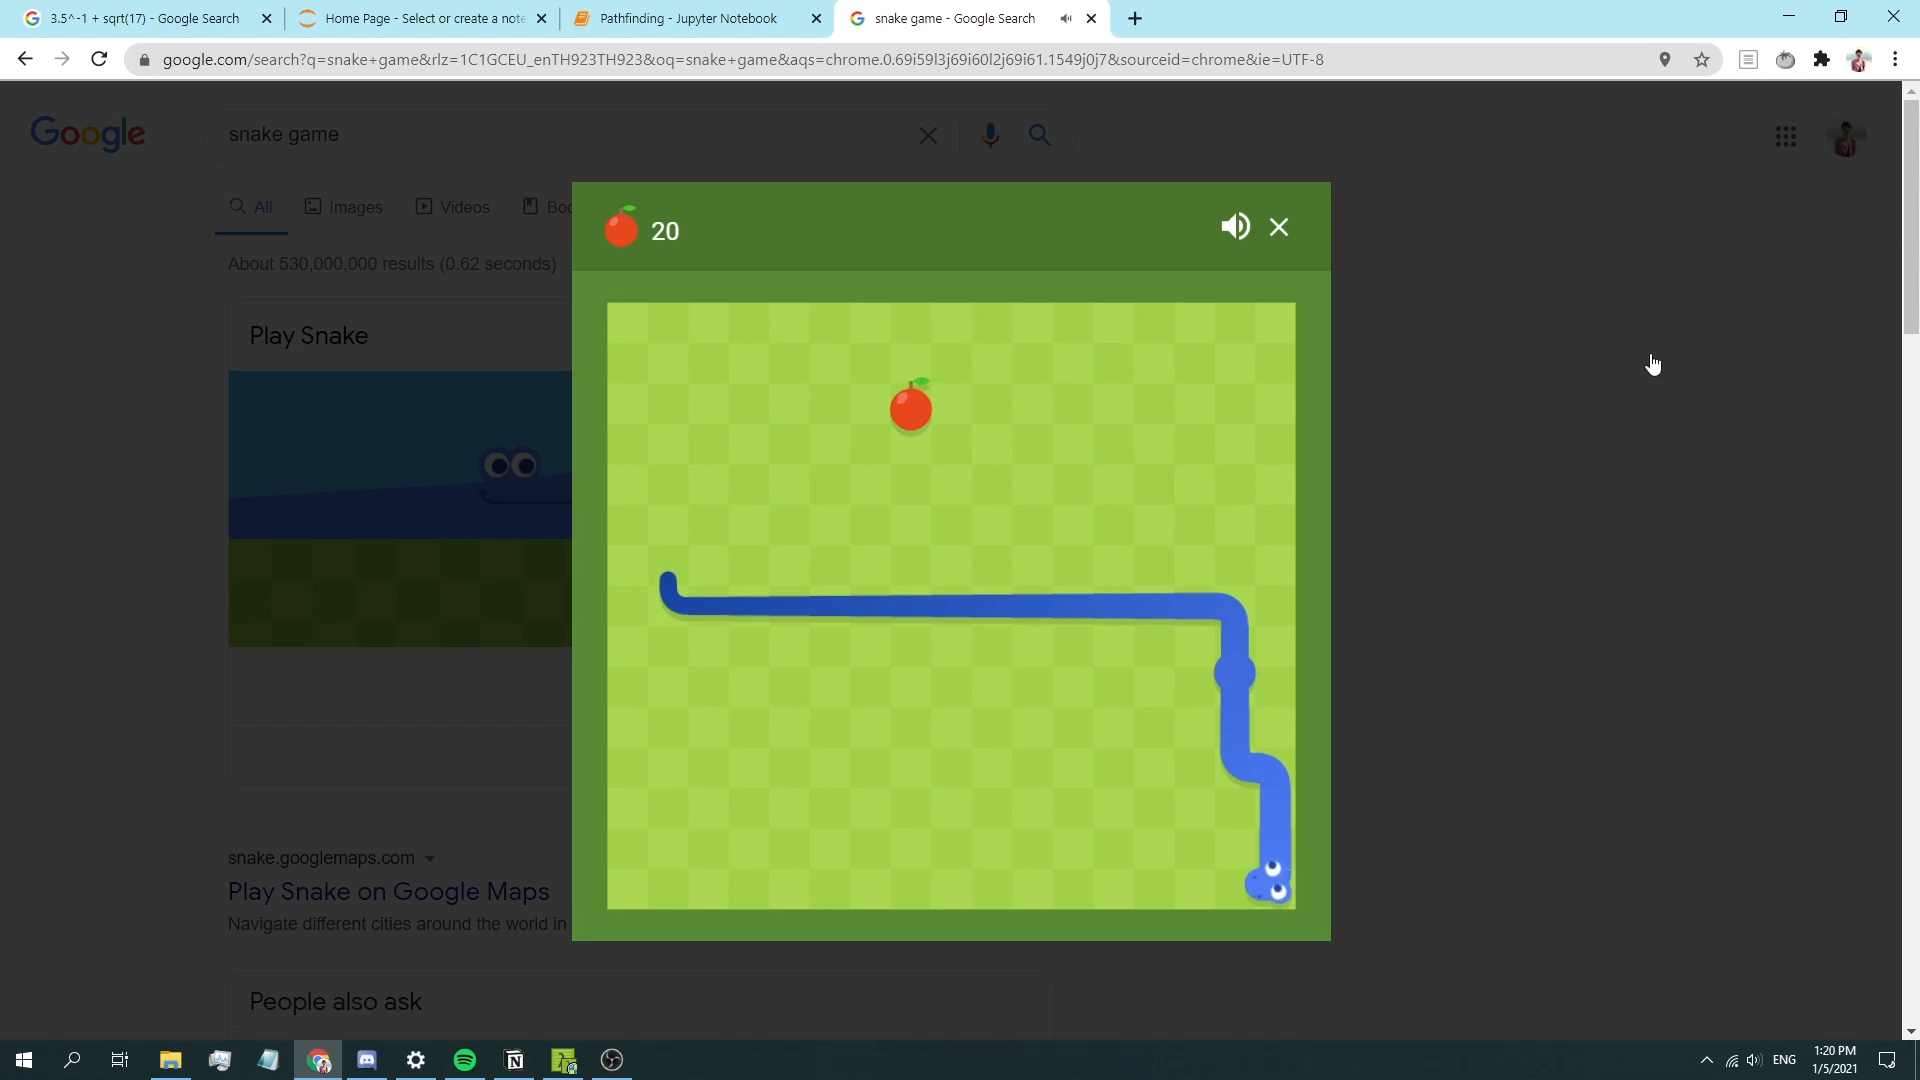 3.5^-1 + sqrt(17) - Google Search
Home Page - Select or create a note
Pathfinding - Jupyter Notebook
snake game - Google Search
google.com/search?q=snake+game&rlz=1C1GCEU_enTH923TH923&oq=snake+game&aqs=chrome.0.69i59l3j69i60l2j69i61.1549j0j7&sourceid=chrome&ie=UTF-8
Google
snake game
All
Images
Videos
Boo
About 530,000,000 results (0.62 seconds)
20
Play Snake
snake.googlemaps.com
Play Snake on Google Maps
Navigate different cities around the world in
People also ask
ENG
1:20 PM
1/5/2021